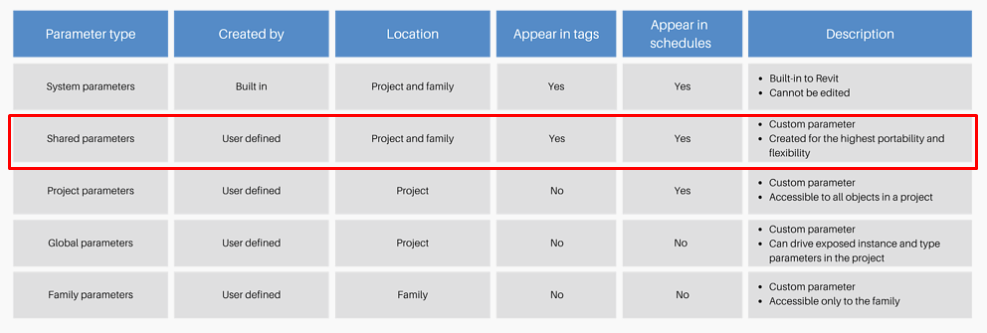 Parameter type Created by Location Appear in tags Appear in schedules Description
System parameters Built in Project and family Yes Yes • Built-in to Revit
• Cannot be edited
Shared parameters User defined Project and family Yes Yes • Custom parameter
• Created for the highest portability and
flexibility
Project parameters User defined Project No Yes • Custom parameter
• Accessible to all objects in a project
Global parameters User defined Project No No • Custom parameter
• Can drive exposed instance and type
parameters in the project
Family parameters User defined Family No No • Custom parameter
• Accessible only to the family